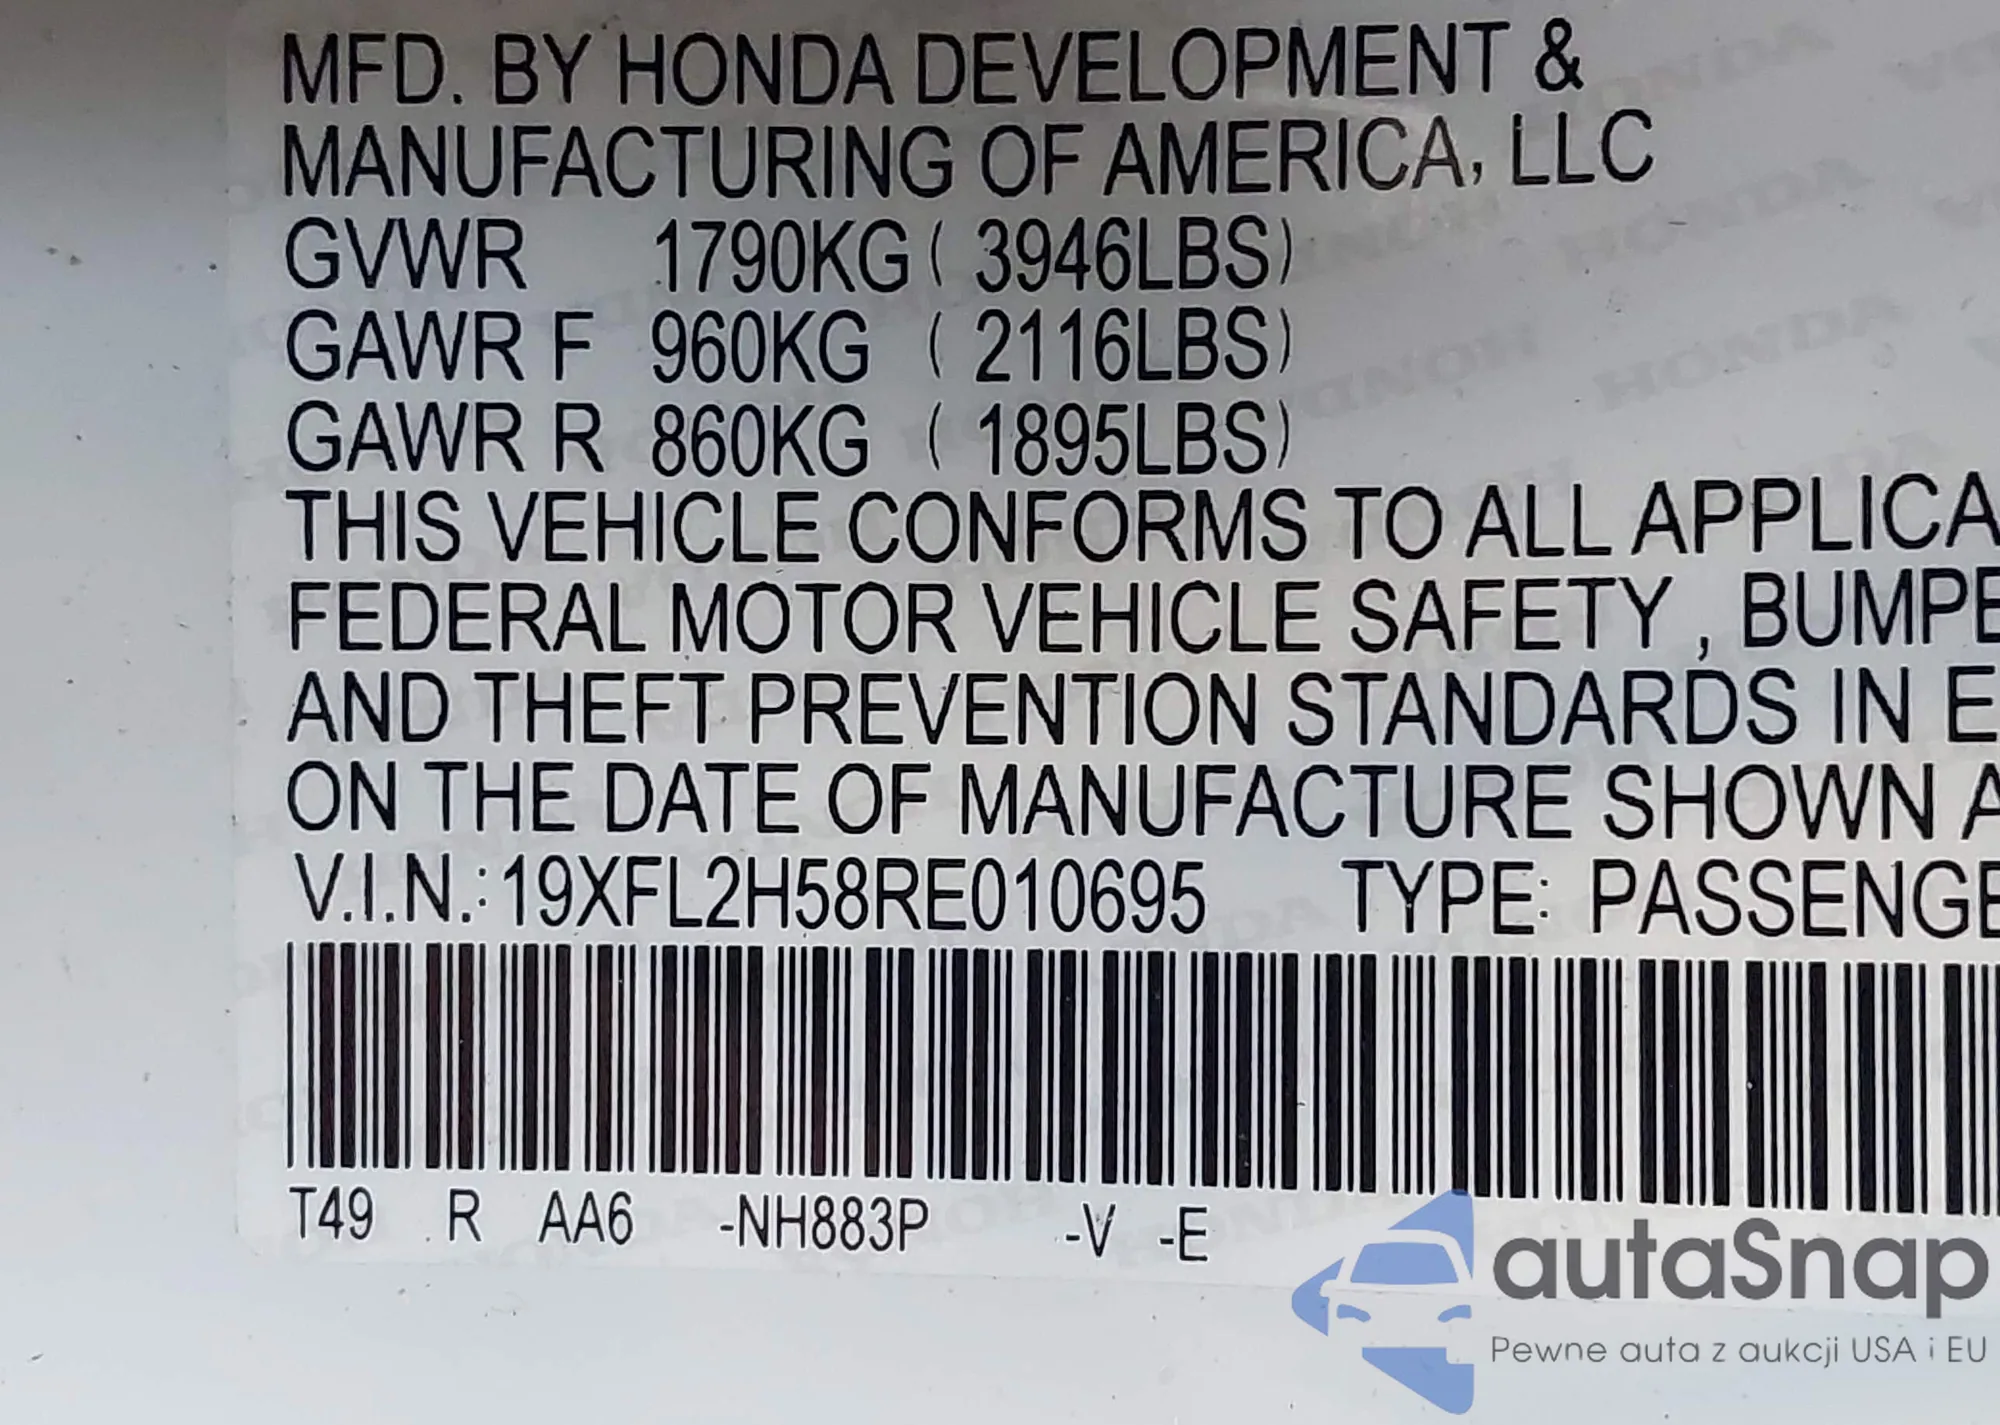 MFD. BY HONDA DEVELOPMENT &
MANUFACTURING OF AMERICA, LLC
GVWR 1790KG ( 3946LBS)
GAWR F 960KG ( 2116LBS)
GAWR R 860KG ( 1895LBS)
THIS VEHICLE CONFORMS TO ALL APPLICA
FEDERAL MOTOR VEHICLE SAFETY , BUMPE
AND THEFT PREVENTION STANDARDS IN E
ON THE DATE OF MANUFACTURE SHOWN A
V.I.N.: 19XFL2H58RE010695 TYPE: PASSENGE
T49 R AA6 -NH883P -V -E
autaSnap
Pewne auta z aukcji USA i EU